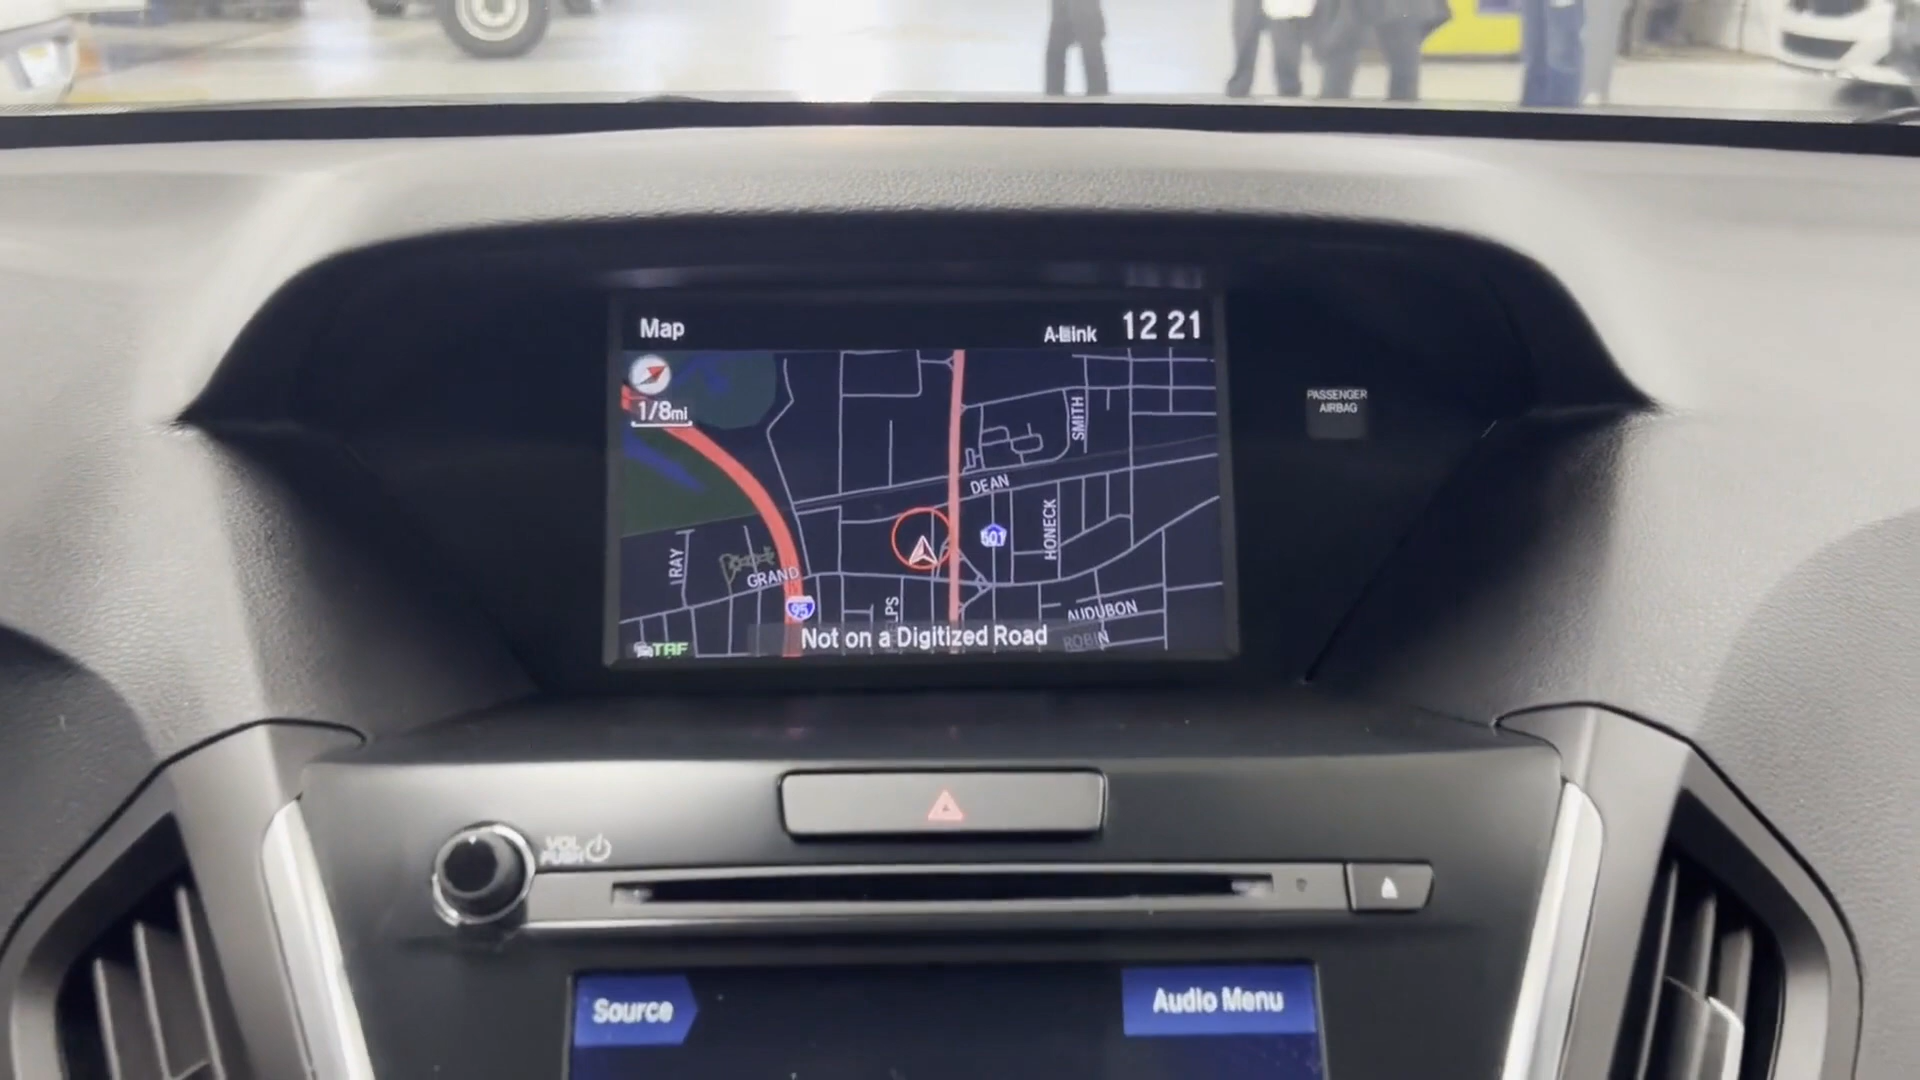 Map
A-Link
12 21
1/8mi
SMITH
DEAN
501
HONECK
RAY
GRAND
95
AUDUBON
ROBIN
TRF
Not on a Digitized Road
PASSENGER
AIRBAG
VOL
PUSH
Source
Audio Menu